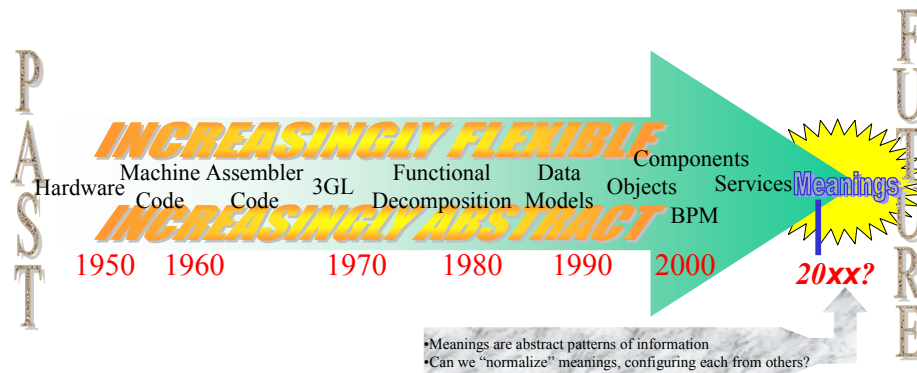 PAST
FUTURE
INCREASINGLY FLEXIBLE
Hardware
Machine
Code
Assembler
Code
3GL
Functional
Decomposition
Data
Models
Components
Objects
BPM
Services
Meanings
INCREASINGLY ABSTRACT
1950 1960 1970 1980 1990 2000
20xx?
•Meanings are abstract patterns of information
•Can we “normalize” meanings, configuring each from others?